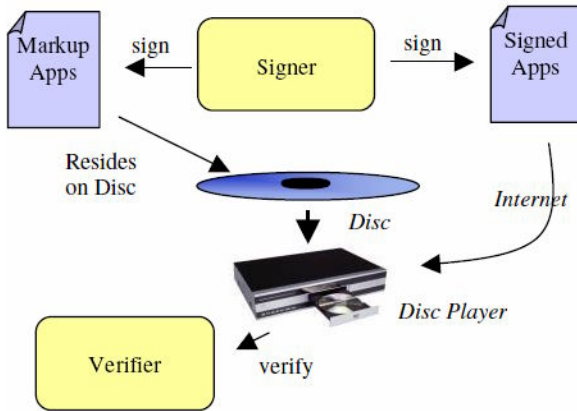 Markup
Apps
sign
Signer
sign
Signed
Apps
Resides
on Disc
Internet
Disc
Disc Player
Verifier
verify